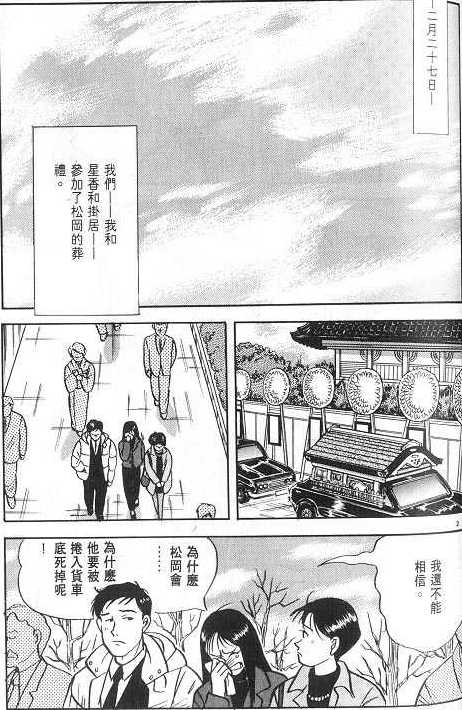 —二月二十七日—
我們——我和
星香和掛居——
參加了松岡的葬
禮。
2
我還不能
相信。
為什麼
松岡會
……
為什麼
他要被
捲入貨車
底死掉呢
！